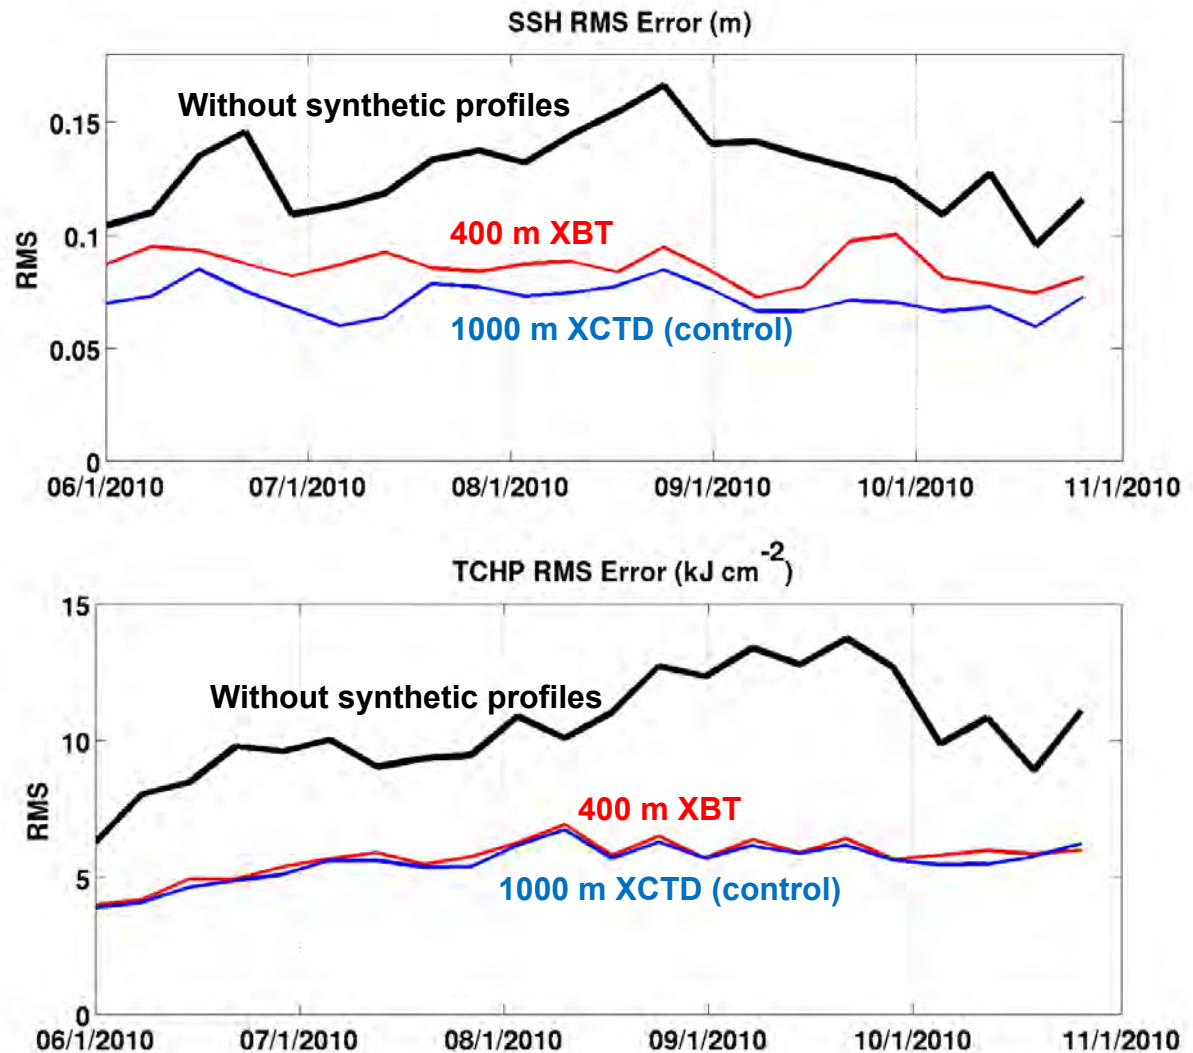 SSH RMS Error (m)
Without synthetic profiles
0.15
400 m XBT
0.1
RMS
1000 m XCTD (control)
0.05
0
06/1/2010 07/1/2010 08/1/2010 09/1/2010 10/1/2010 11/1/2010
TCHP RMS Error (kJ cm-2)
15
Without synthetic profiles
10
400 m XBT
RMS
5
1000 m XCTD (control)
0
06/1/2010 07/1/2010 08/1/2010 09/1/2010 10/1/2010 11/1/2010